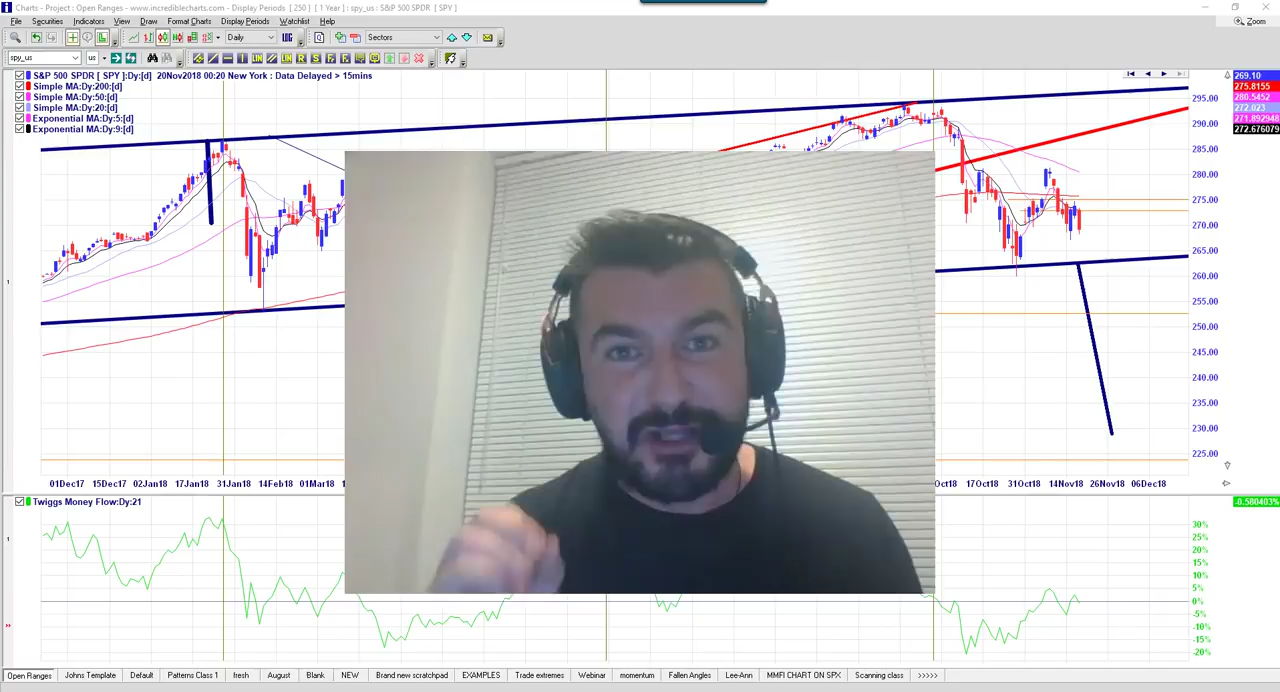 Charts - Project : Open Ranges - www.incrediblecharts.com - Display Periods [ 250 ] [ 1 Year ] : spy_us : S&P 500 SPDR [ SPY ]
File Securities Indicators View Draw Format Charts Display Periods Watchlist Help
Zoom
Daily Sectors
spy_us us
S&P 500 SPDR [ SPY ]:Dy:[d] 20Nov2018 00:20 New York : Data Delayed > 15mins
Simple MA:Dy:200:[d]
Simple MA:Dy:50:[d]
Simple MA:Dy:20:[d]
Exponential MA:Dy:5:[d]
Exponential MA:Dy:9:[d]
269.10
275.8155
280.5452
272.023
271.892948
272.676079
295.00
290.00
285.00
280.00
275.00
270.00
265.00
260.00
255.00
250.00
245.00
240.00
235.00
230.00
225.00
01Dec17 15Dec17 02Jan18 17Jan18 31Jan18 14Feb18 01Mar18 Oct18 17Oct18 31Oct18 14Nov18 26Nov18 06Dec18
Twiggs Money Flow:Dy:21
-0.580403%
30%
25%
20%
15%
10%
5%
0%
-5%
-10%
-15%
-20%
Open Ranges Johns Template Default Patterns Class 1 fresh August Blank NEW Brand new scratchpad EXAMPLES Trade extremes Webinar momentum Fallen Angles Lee-Ann MMFI CHART ON SPX Scanning class >>>>>